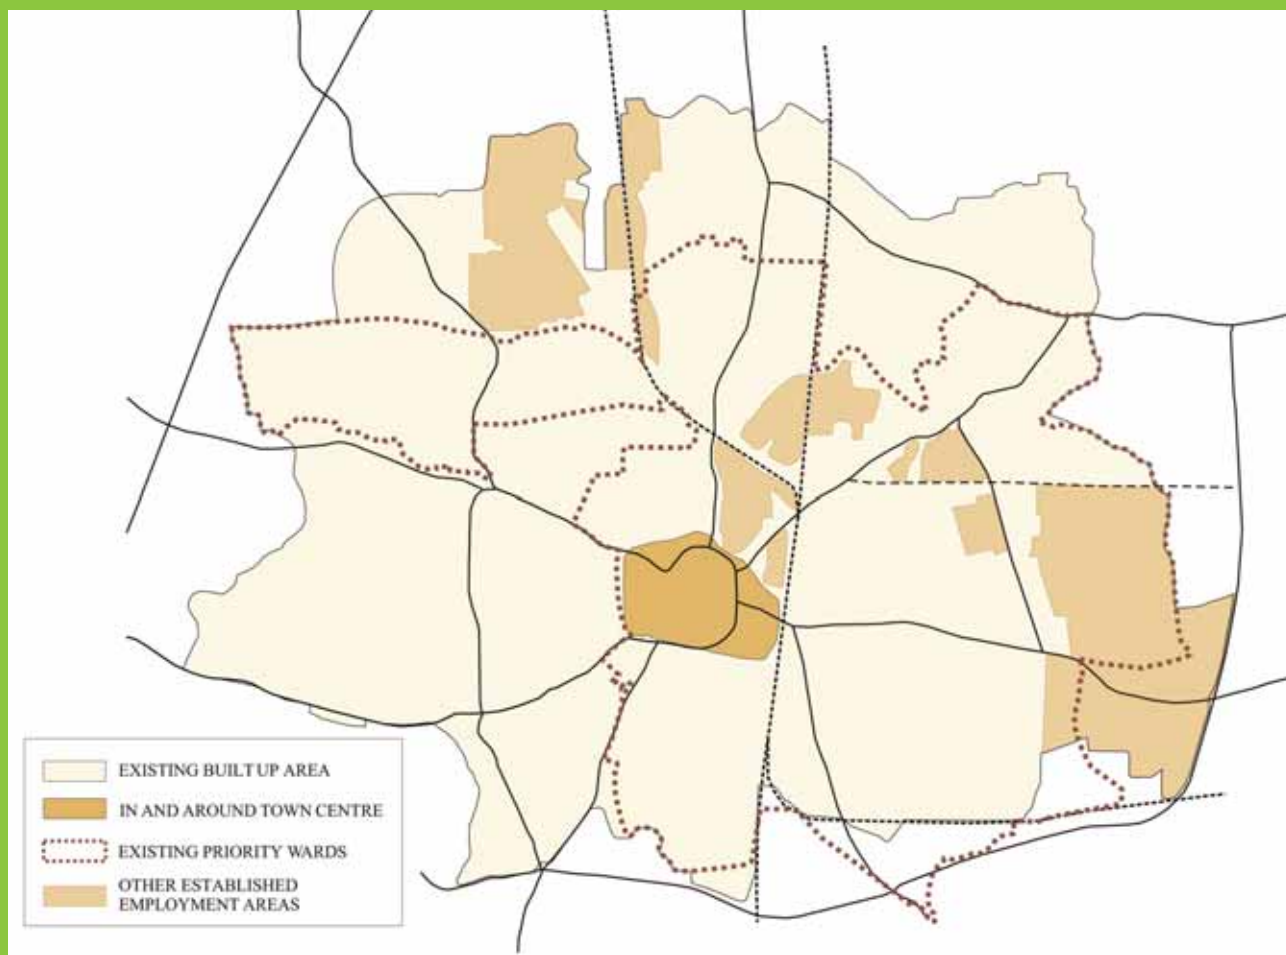 EXISTING BUILT UP AREA
IN AND AROUND TOWN CENTRE
EXISTING PRIORITY WARDS
OTHER ESTABLISHED
EMPLOYMENT AREAS